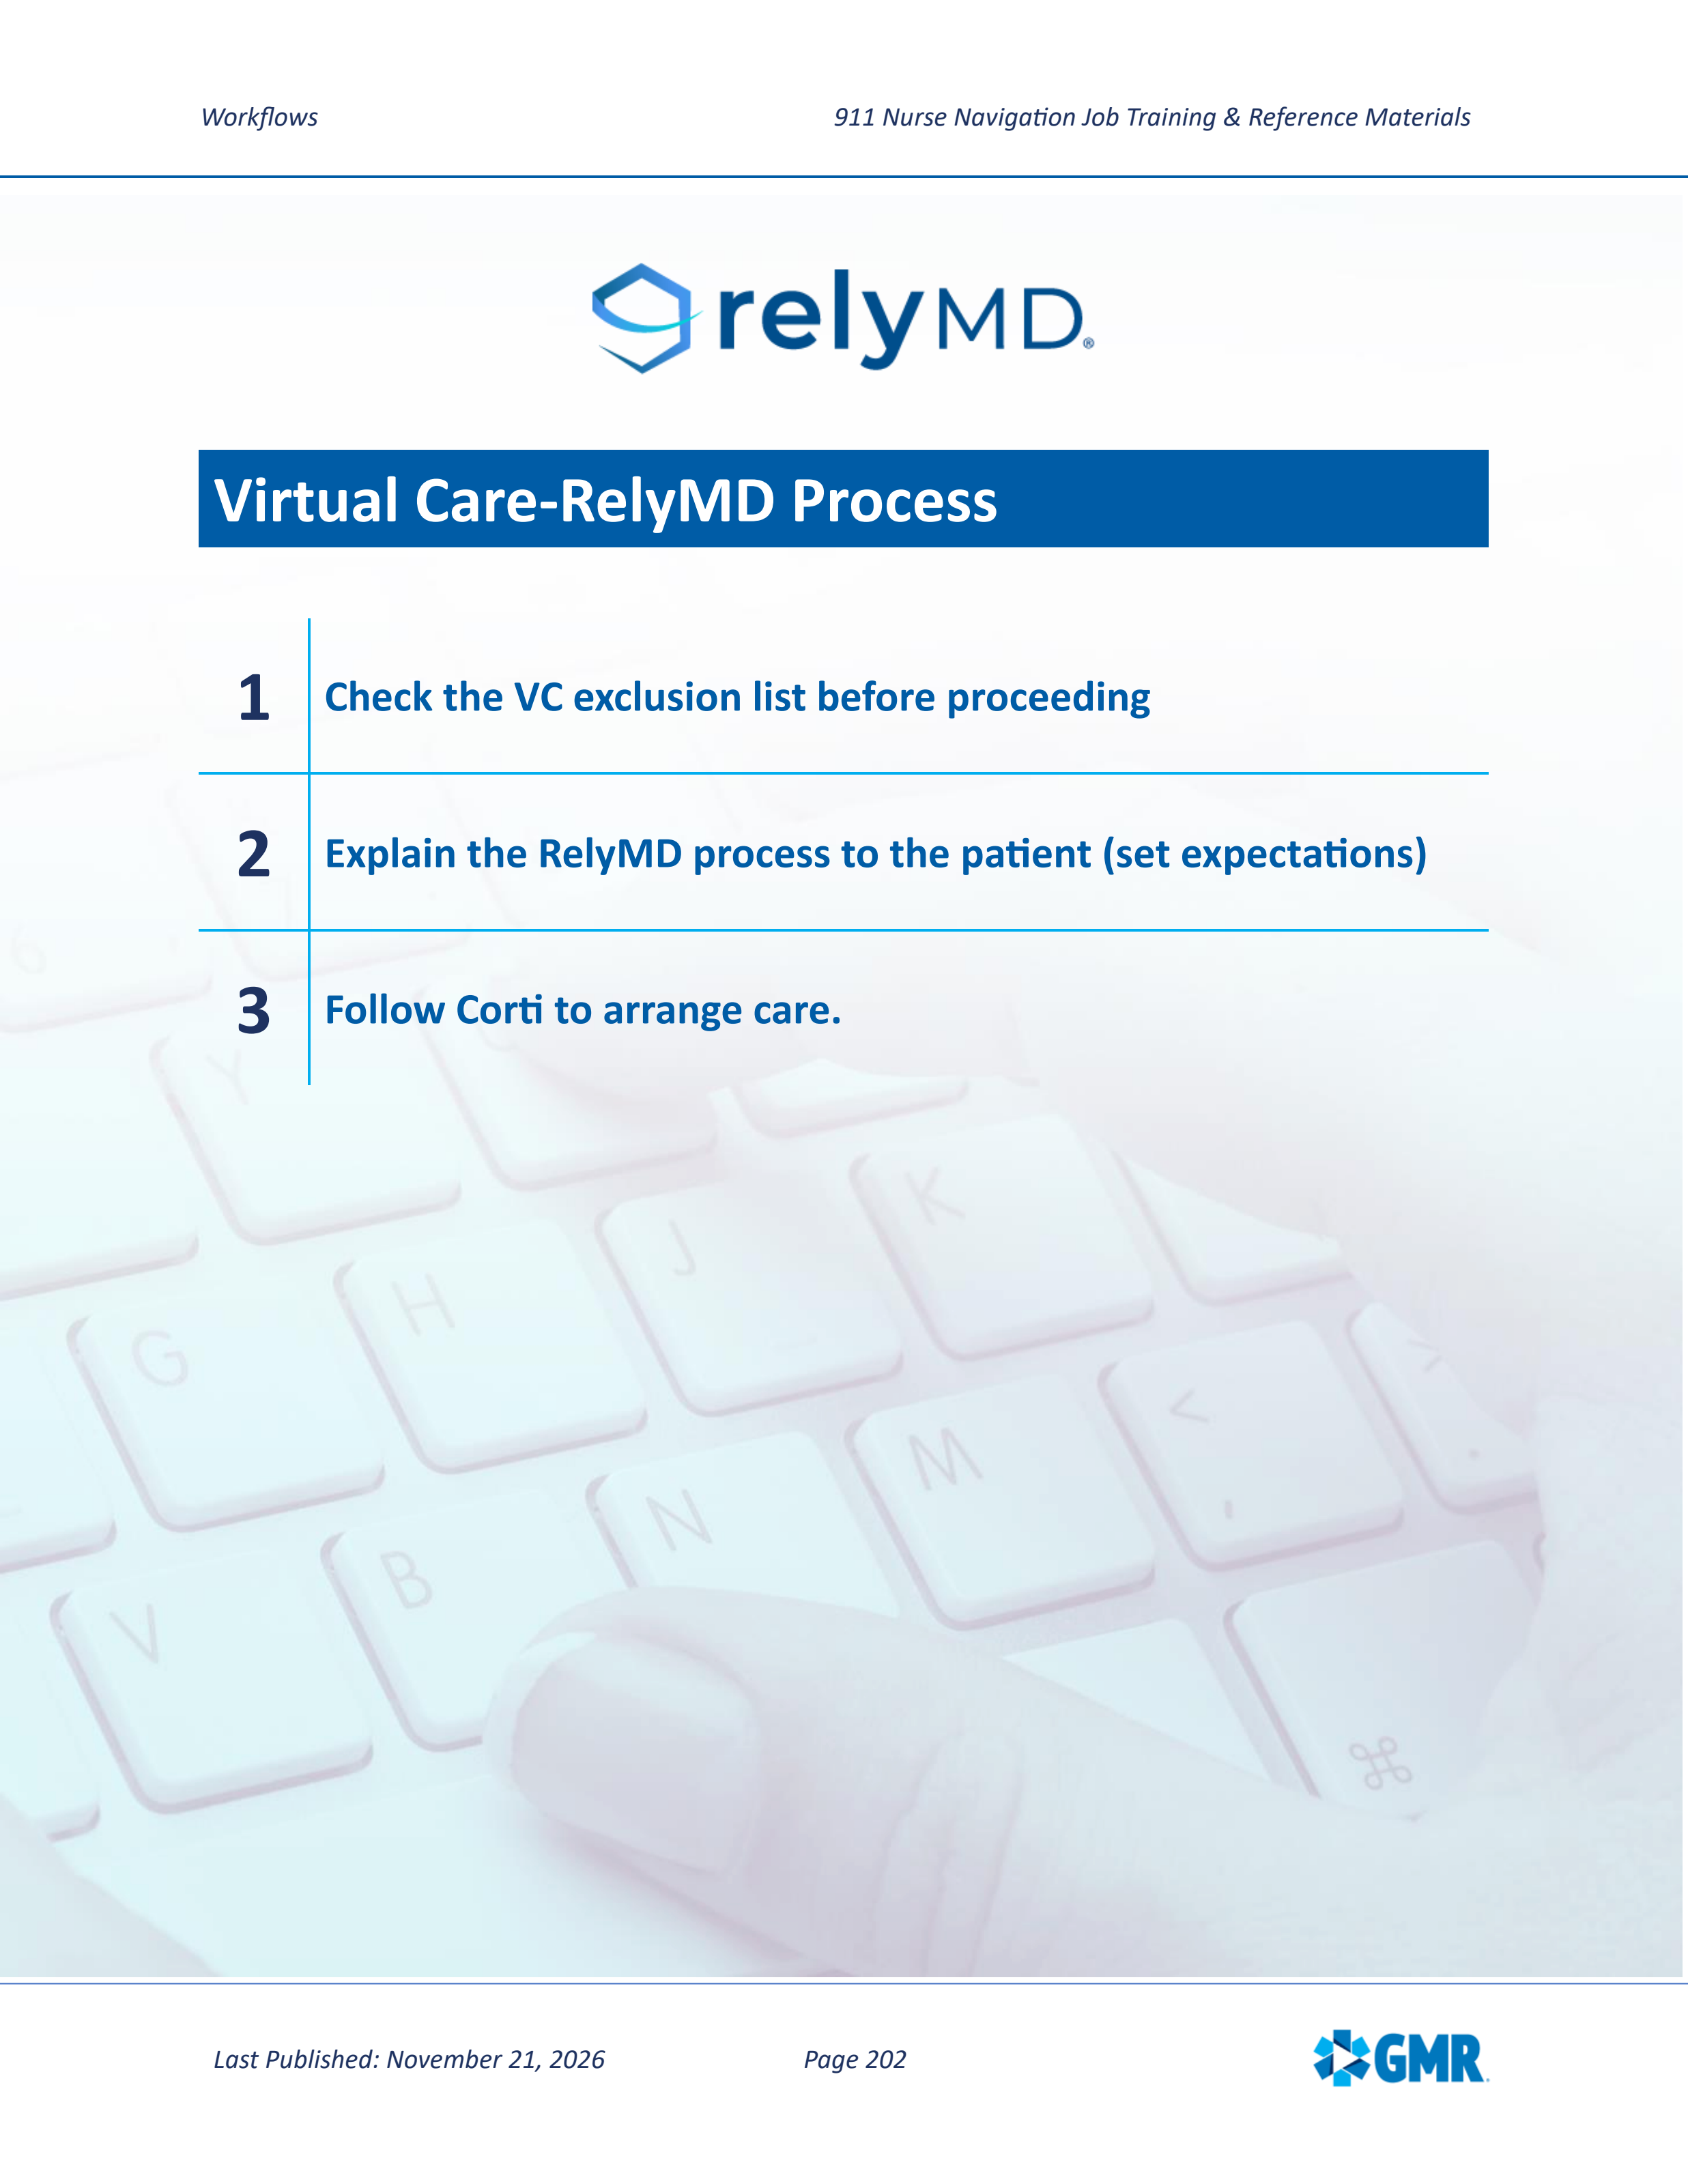 Workflows 911 Nurse Navigation Job Training & Reference Materials
relyMD®
Virtual Care-RelyMD Process
1 Check the VC exclusion list before proceeding
2 Explain the RelyMD process to the patient (set expectations)
3 Follow Corti to arrange care.
6
Y
K
J
H
G
<
,
M
N
B
V
⌘
Last Published: November 21, 2026 Page 202 GMR